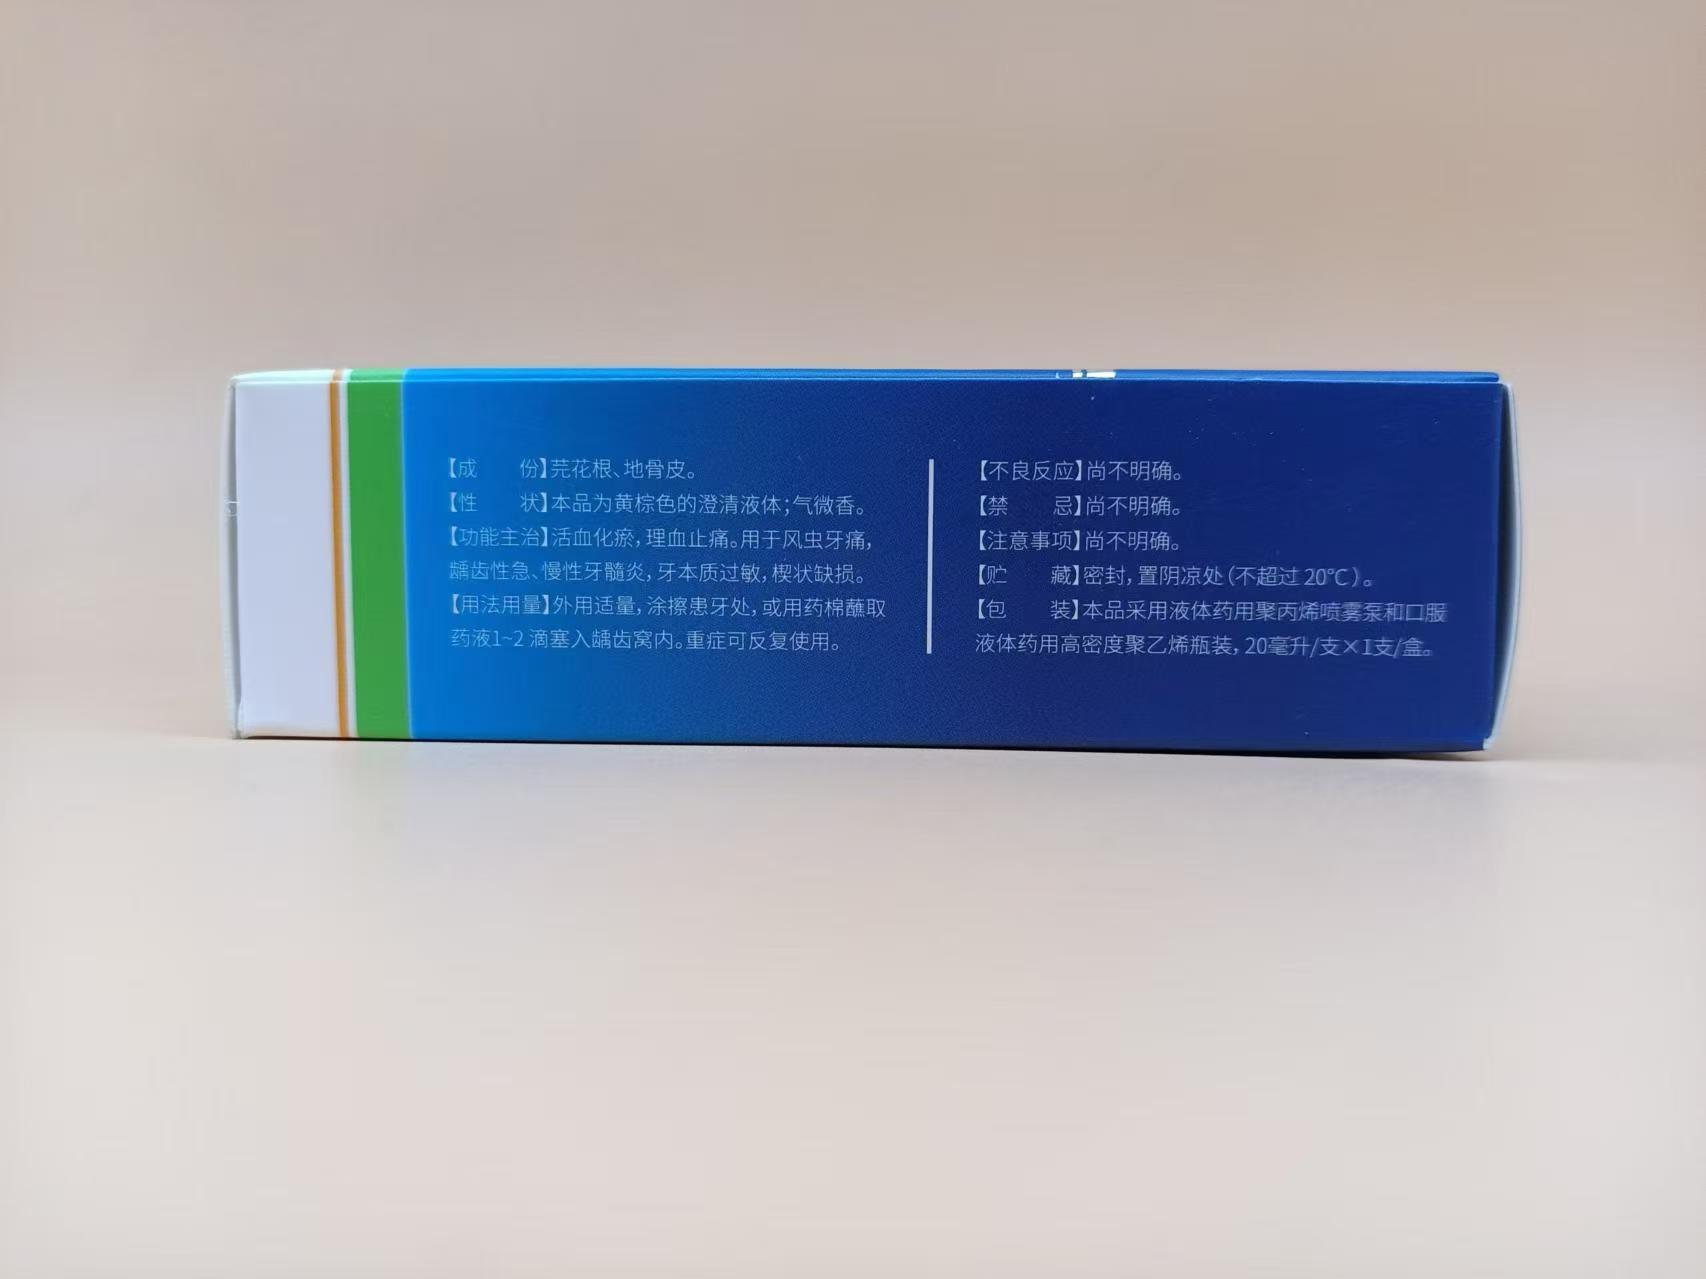 【成　　份】芫花根、地骨皮。
【性　　状】本品为黄棕色的澄清液体；气微香。
【功能主治】活血化瘀，理血止痛。用于风虫牙痛，
龋齿性急、慢性牙髓炎，牙本质过敏，楔状缺损。
【用法用量】外用适量，涂擦患牙处，或用药棉蘸取
药液1~2 滴塞入龋齿窝内。重症可反复使用。
【不良反应】尚不明确。
【禁　　忌】尚不明确。
【注意事项】尚不明确。
【贮　　藏】密封，置阴凉处（不超过 20℃）。
【包　　装】本品采用液体药用聚丙烯喷雾泵和口服
液体药用高密度聚乙烯瓶装，20毫升/支×1支/盒。